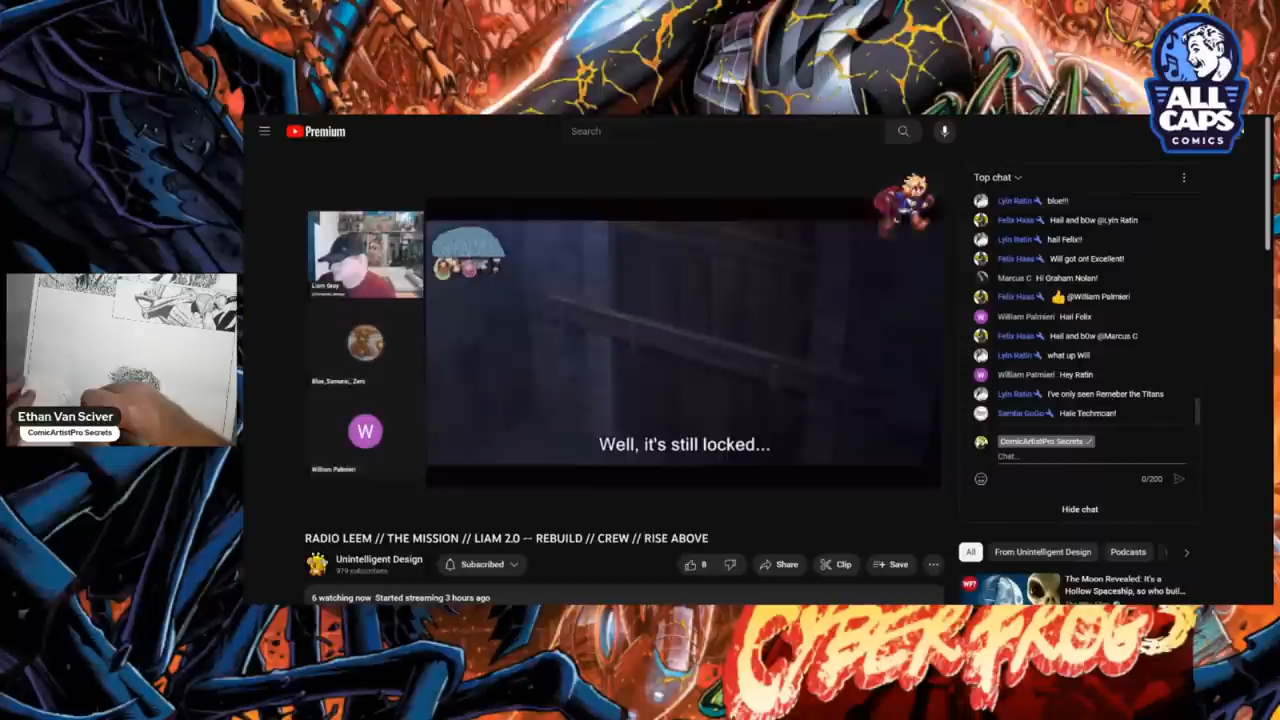 ALL
CAPS
COMICS
Premium
Search
Top chat
Lyin Ratin blue!!!
Felix Haas Hail and b0w @Lyin Ratin
Lyin Ratin hail Felix!!
Felix Haas Will got on! Excellent!
Marcus C Hi Graham Nolan!
Felix Haas 👍 @William Palmieri
W William Palmieri Hail Felix
Felix Haas Hail and b0w @Marcus C
Lyin Ratin what up Will
W William Palmieri Hey Ratin
Lyin Ratin I've only seen Remeber the Titans
Sambe GoGo Hale Techmcan!
ComicArtistPro Secrets
Chat...
0/200
Hide chat
Liam Gray
Blue_Samurai_Zero
W
William Palmieri
Well, it's still locked...
Ethan Van Sciver
ComicArtistPro Secrets
RADIO LEEM // THE MISSION // LIAM 2.0 -- REBUILD // CREW // RISE ABOVE
Unintelligent Design
979 subscribers
Subscribed
8
Share
Clip
Save
6 watching now Started streaming 3 hours ago
All
From Unintelligent Design
Podcasts
WF?
The Moon Revealed: It's a
Hollow Spaceship, so who buil...
CYBERFROG